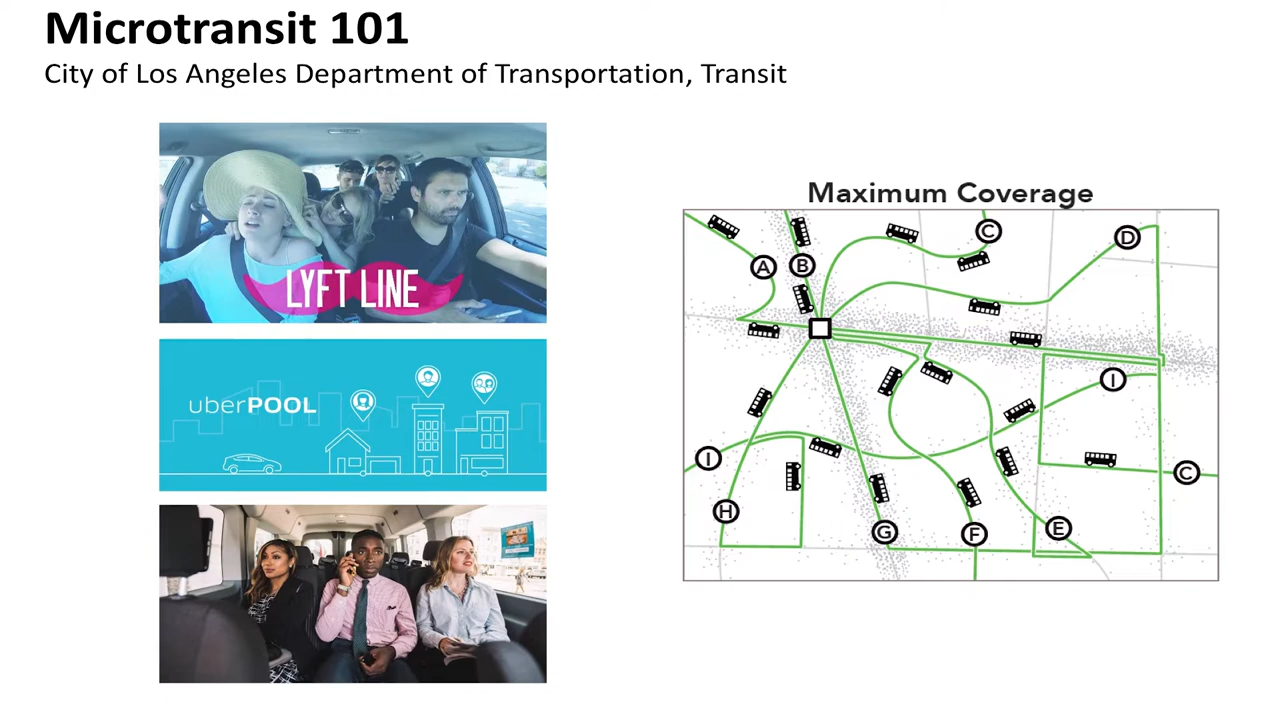 Microtransit 101
City of Los Angeles Department of Transportation, Transit
LYFT LINE
uberPOOL
Maximum Coverage
A
B
C
D
I
I
C
H
G
F
E